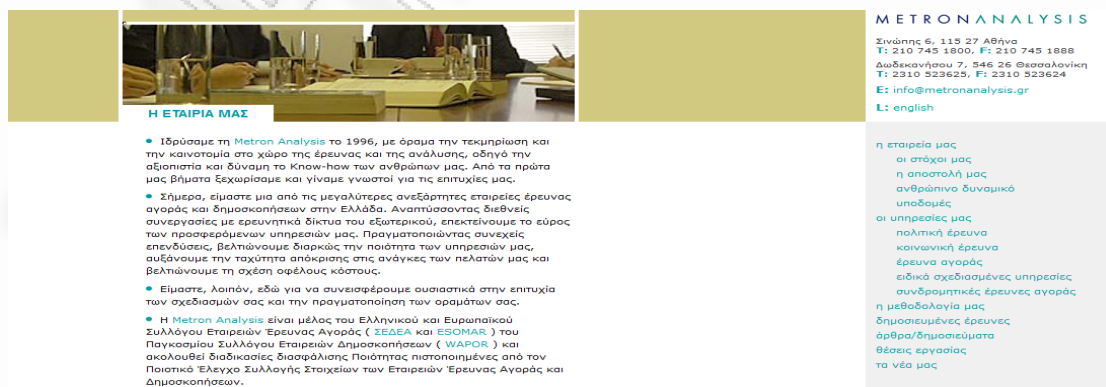 METRONANALYSIS
Σινώπης 6, 115 27 Αθήνα
T: 210 745 1800, F: 210 745 1888
Δωδεκανήσου 7, 546 26 Θεσσαλονίκη
T: 2310 523625, F: 2310 523624
E: info@metronanalysis.gr
L: english
Η ΕΤΑΙΡΙΑ ΜΑΣ
• Ιδρύσαμε τη Metron Analysis το 1996, με όραμα την τεκμηρίωση και
την καινοτομία στο χώρο της έρευνας και της ανάλυσης, οδηγό την
αξιοπιστία και δύναμη το Know-how των ανθρώπων μας. Από τα πρώτα
μας βήματα ξεχωρίσαμε και γίναμε γνωστοί για τις επιτυχίες μας.
• Σήμερα, είμαστε μια από τις μεγαλύτερες ανεξάρτητες εταιρείες έρευνας
αγοράς και δημοσκοπήσεων στην Ελλάδα. Αναπτύσσοντας διεθνείς
συνεργασίες με ερευνητικά δίκτυα του εξωτερικού, επεκτείνουμε το εύρος
των προσφερόμενων υπηρεσιών μας. Πραγματοποιώντας συνεχείς
επενδύσεις, βελτιώνουμε διαρκώς την ποιότητα των υπηρεσιών μας,
αυξάνουμε την ταχύτητα απόκρισης στις ανάγκες των πελατών μας και
βελτιώνουμε τη σχέση οφέλους κόστους.
• Είμαστε, λοιπόν, εδώ για να συνεισφέρουμε ουσιαστικά στην επιτυχία
των σχεδιασμών σας και την πραγματοποίηση των οραμάτων σας.
• Η Metron Analysis είναι μέλος του Ελληνικού και Ευρωπαϊκού
Συλλόγου Εταιρειών Έρευνας Αγοράς ( ΣΕΔΕΑ και ESOMAR ) του
Παγκοσμίου Συλλόγου Εταιρειών Δημοσκοπήσεων ( WAPOR ) και
ακολουθεί διαδικασίες διασφάλισης Ποιότητας πιστοποιημένες από τον
Ποιοτικό Έλεγχο Συλλογής Στοιχείων των Εταιρειών Έρευνας Αγοράς και
Δημοσκοπήσεων.
η εταιρεία μας
οι στόχοι μας
η αποστολή μας
ανθρώπινο δυναμικό
υποδομές
οι υπηρεσίες μας
πολιτική έρευνα
κοινωνική έρευνα
έρευνα αγοράς
ειδικά σχεδιασμένες υπηρεσίες
συνδρομητικές έρευνες αγοράς
η μεθοδολογία μας
δημοσιευμένες έρευνες
άρθρα/δημοσιεύματα
θέσεις εργασίας
τα νέα μας